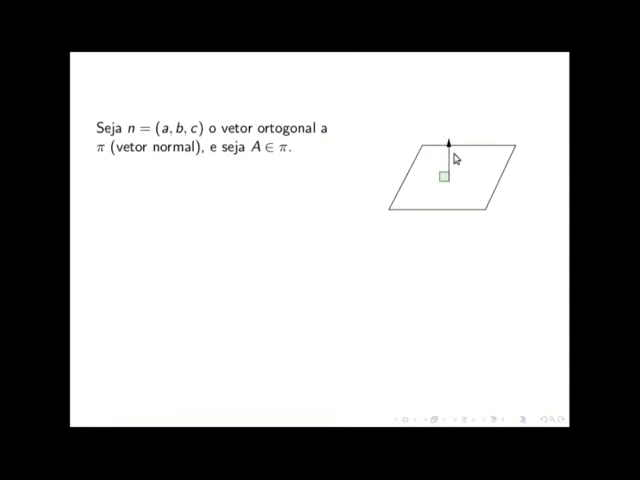 Seja n = (a, b, c) o vetor ortogonal a
π (vetor normal), e seja A ∈ π.